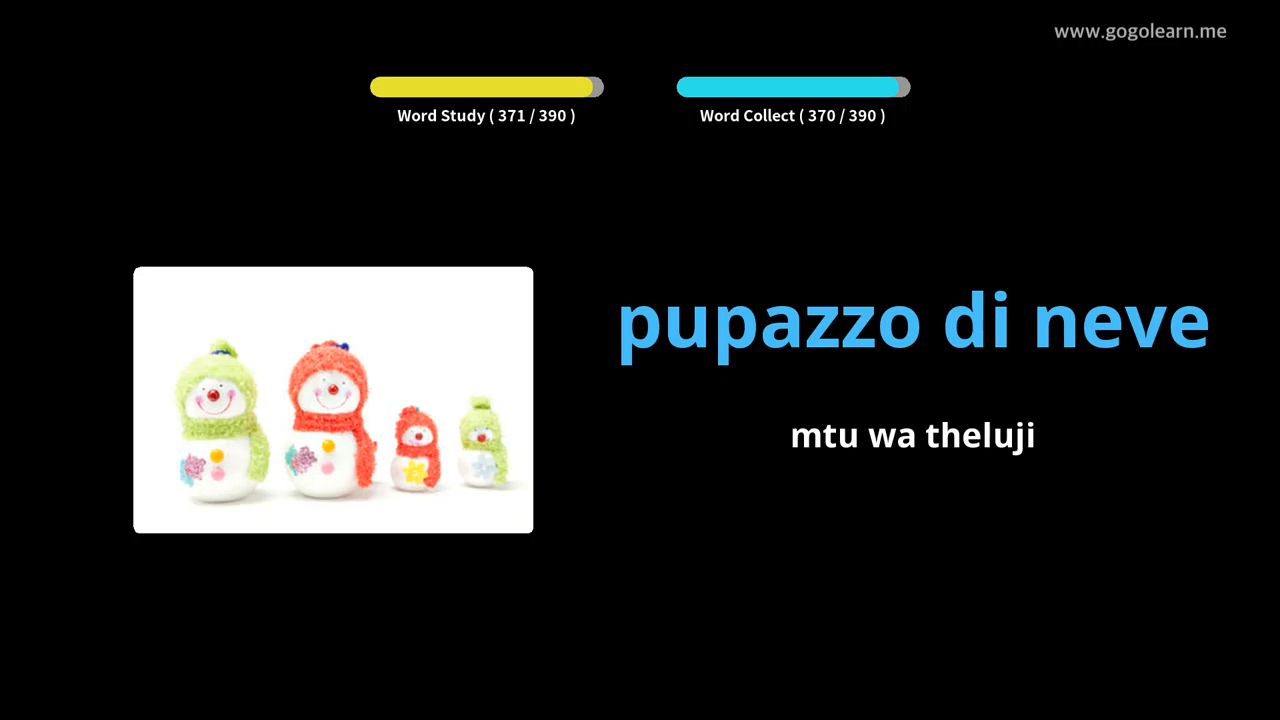 www.gogolearn.me
Word Study ( 371 / 390 )
Word Collect ( 370 / 390 )
pupazzo di neve
mtu wa theluji